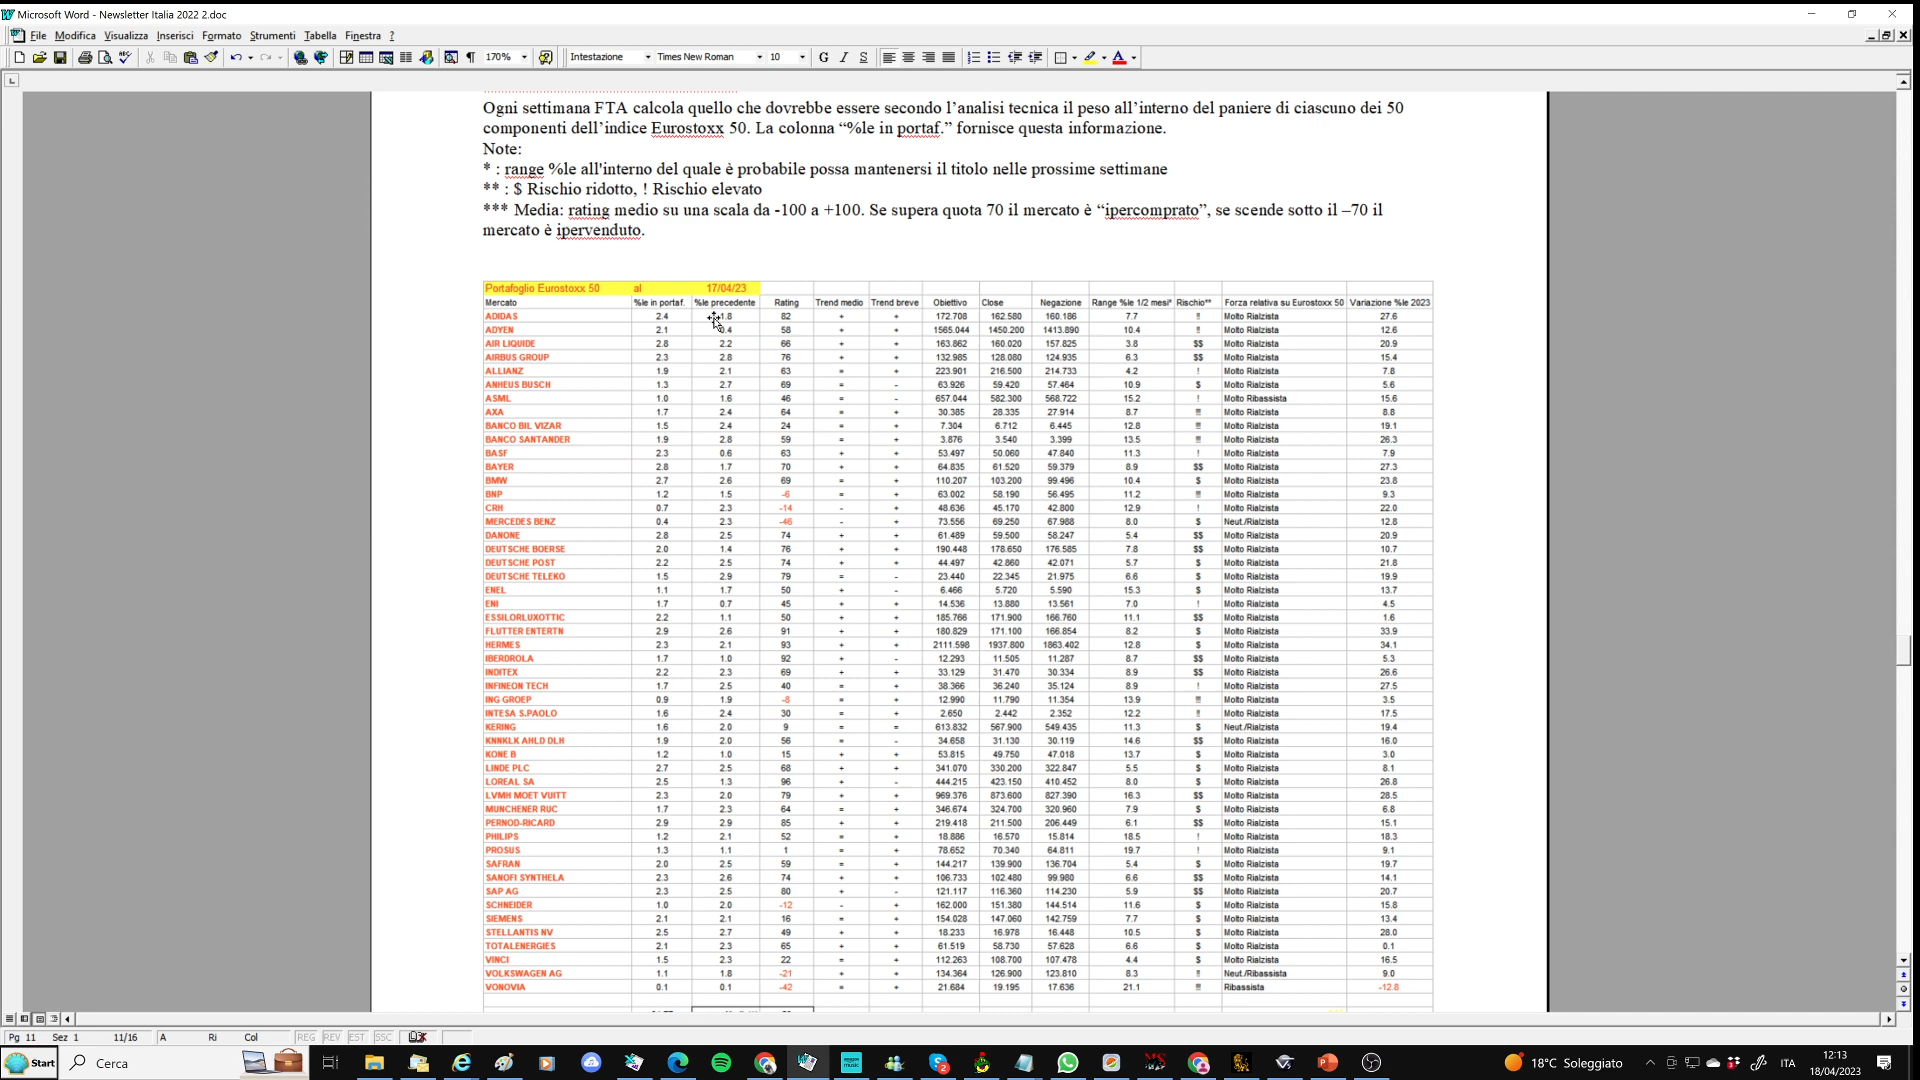 Microsoft Word - Newsletter Italia 2022 2.doc
File Modifica Visualizza Inserisci Formato Strumenti Tabella Finestra ?
170% Intestazione Times New Roman 10 G I S
Ogni settimana FTA calcola quello che dovrebbe essere secondo l'analisi tecnica il peso all'interno del paniere di ciascuno dei 50
componenti dell'indice Eurostoxx 50. La colonna “%le in portaf.” fornisce questa informazione.
Note:
* : range %le all'interno del quale è probabile possa mantenersi il titolo nelle prossime settimane
** : $ Rischio ridotto, ! Rischio elevato
*** Media: rating medio su una scala da -100 a +100. Se supera quota 70 il mercato è “ipercomprato”, se scende sotto il –70 il
mercato è ipervenduto.
Portafoglio Eurostoxx 50 al 17/04/23
Mercato %le in portaf. %le precedente Rating Trend medio Trend breve Obiettivo Close Negazione Range %le 1/2 mesi* Rischio** Forza relativa su Eurostoxx 50 Variazione %le 2023
ADIDAS 2.4 1.8 82 + + 172.708 162.580 160.186 7.7 !! Molto Rialzista 27.6
ADYEN 2.1 0.4 58 + + 1565.044 1450.200 1413.890 10.4 !! Molto Rialzista 12.6
AIR LIQUIDE 2.8 2.2 66 + + 163.862 160.020 157.825 3.8 $$ Molto Rialzista 20.9
AIRBUS GROUP 2.3 2.8 76 + + 132.985 128.080 124.935 6.3 $$ Molto Rialzista 15.4
ALLIANZ 1.9 2.1 63 = + 223.901 216.500 214.733 4.2 ! Molto Rialzista 7.8
ANHEUS BUSCH 1.3 2.7 69 = - 63.926 59.420 57.464 10.9 $ Molto Rialzista 5.6
ASML 1.0 1.6 46 = - 657.044 582.300 568.722 15.2 ! Molto Ribassista 15.6
AXA 1.7 2.4 64 = + 30.385 28.335 27.914 8.7 !!! Molto Rialzista 8.8
BANCO BIL VIZAR 1.5 2.4 24 = + 7.304 6.712 6.445 12.8 !!! Molto Rialzista 19.1
BANCO SANTANDER 1.9 2.8 59 = + 3.876 3.540 3.399 13.5 !!! Molto Rialzista 26.3
BASF 2.3 0.6 63 + + 53.497 50.060 47.840 11.3 ! Molto Rialzista 7.9
BAYER 2.8 1.7 70 + + 64.835 61.520 59.379 8.9 $$ Molto Rialzista 27.3
BMW 2.7 2.6 69 = + 110.207 103.200 99.496 10.4 $ Molto Rialzista 23.8
BNP 1.2 1.5 -6 = + 63.002 58.190 56.495 11.2 !!! Molto Rialzista 9.3
CRH 0.7 2.3 -14 - + 48.636 45.170 42.800 12.9 ! Molto Rialzista 22.0
MERCEDES BENZ 0.4 2.3 -46 - + 73.556 69.250 67.988 8.0 $ Neut./Rialzista 12.8
DANONE 2.8 2.5 74 + + 61.489 59.500 58.247 5.4 $$ Molto Rialzista 20.9
DEUTSCHE BOERSE 2.0 1.4 76 + + 190.448 178.650 176.585 7.8 $$ Molto Rialzista 10.7
DEUTSCHE POST 2.2 2.5 74 + + 44.497 42.860 42.071 5.7 $ Molto Rialzista 21.8
DEUTSCHE TELEKO 1.5 2.9 79 = - 23.440 22.345 21.975 6.6 $ Molto Rialzista 19.9
ENEL 1.1 1.7 50 + - 6.466 5.720 5.590 15.3 $ Molto Rialzista 13.7
ENI 1.7 0.7 45 + + 14.536 13.880 13.561 7.0 ! Molto Rialzista 4.5
ESSILORLUXOTTIC 2.2 1.1 50 + + 185.766 171.900 166.760 11.1 $$ Molto Rialzista 1.6
FLUTTER ENTERTN 2.9 2.6 91 + + 180.829 171.100 166.854 8.2 $ Molto Rialzista 33.9
HERMES 2.3 2.1 93 + + 2111.598 1937.800 1863.402 12.8 $ Molto Rialzista 34.1
IBERDROLA 1.7 1.0 92 + - 12.293 11.505 11.287 8.7 $$ Molto Rialzista 5.3
INDITEX 2.2 2.3 69 + + 33.129 31.470 30.334 8.9 $$ Molto Rialzista 26.6
INFINEON TECH 1.7 2.5 40 = + 38.366 36.240 35.124 8.9 ! Molto Rialzista 27.5
ING GROEP 0.9 1.9 -8 = + 12.990 11.790 11.354 13.9 !!! Molto Rialzista 3.5
INTESA S.PAOLO 1.6 2.4 30 = + 2.650 2.442 2.352 12.2 !! Molto Rialzista 17.5
KERING 1.6 2.0 9 = = 613.832 567.900 549.435 11.3 $ Neut./Rialzista 19.4
KNNKLK AHLD DLH 1.9 2.0 56 = - 34.658 31.130 30.119 14.6 $$ Molto Rialzista 16.0
KONE B 1.2 1.0 15 + + 53.815 49.750 47.018 13.7 $ Molto Rialzista 3.0
LINDE PLC 2.7 2.5 68 + + 341.070 330.200 322.847 5.5 $ Molto Rialzista 8.1
LOREAL SA 2.5 1.3 96 + - 444.215 423.150 410.452 8.0 $ Molto Rialzista 26.8
LVMH MOET VUITT 2.3 2.0 79 + + 969.376 873.600 827.390 16.3 $$ Molto Rialzista 28.5
MUNCHENER RUC 1.7 2.3 64 = + 346.674 324.700 320.960 7.9 $ Molto Rialzista 6.8
PERNOD-RICARD 2.9 2.9 85 + + 219.418 211.500 206.449 6.1 $$ Molto Rialzista 15.1
PHILIPS 1.2 2.1 52 = + 18.886 16.570 15.814 18.5 ! Molto Rialzista 18.3
PROSUS 1.3 1.1 1 = + 78.652 70.340 64.811 19.7 ! Molto Rialzista 9.1
SAFRAN 2.0 2.5 59 = + 144.217 139.900 136.704 5.4 $ Molto Rialzista 19.7
SANOFI SYNTHELA 2.3 2.6 74 + + 106.733 102.480 99.980 6.6 $$ Molto Rialzista 14.1
SAP AG 2.3 2.5 80 + - 121.117 116.360 114.230 5.9 $$ Molto Rialzista 20.7
SCHNEIDER 1.0 2.0 -12 - + 162.000 151.380 144.514 11.6 $ Molto Rialzista 15.8
SIEMENS 2.1 2.1 16 = + 154.028 147.060 142.759 7.7 $ Molto Rialzista 13.4
STELLANTIS NV 2.5 2.7 49 + + 18.233 16.978 16.448 10.5 $ Molto Rialzista 28.0
TOTALENERGIES 2.1 2.3 65 + + 61.519 58.730 57.628 6.6 $ Molto Rialzista 0.1
VINCI 1.5 2.3 22 = + 112.263 108.700 107.478 4.4 $ Molto Rialzista 16.5
VOLKSWAGEN AG 1.1 1.8 -21 + + 134.364 126.900 123.810 8.3 !! Neut./Ribassista 9.0
VONOVIA 0.1 0.1 -42 = + 21.684 19.195 17.636 21.1 !!! Ribassista -12.8
Pg 11 Sez 1 11/16 A Ri Col REG REV EST SSC
Start Cerca 18°C Soleggiato ITA 12:13
18/04/2023